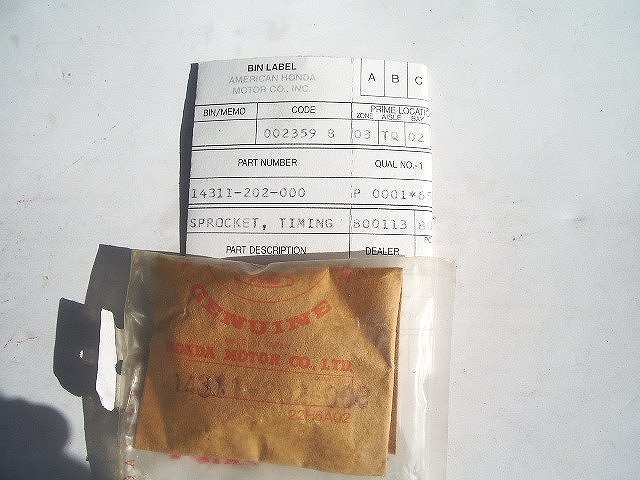 BIN LABEL
AMERICAN HONDA
MOTOR CO., INC.
A B C
BIN/MEMO CODE PRIME LOCATI
ZONE AISLE BAY
002359 8 03 TQ 02
PART NUMBER QUAL NO.-1
14311-202-000 P 0001*
SPROCKET, TIMING 800113
PART DESCRIPTION DEALER
GENUINE
HONDA MOTOR CO., LTD.
14311